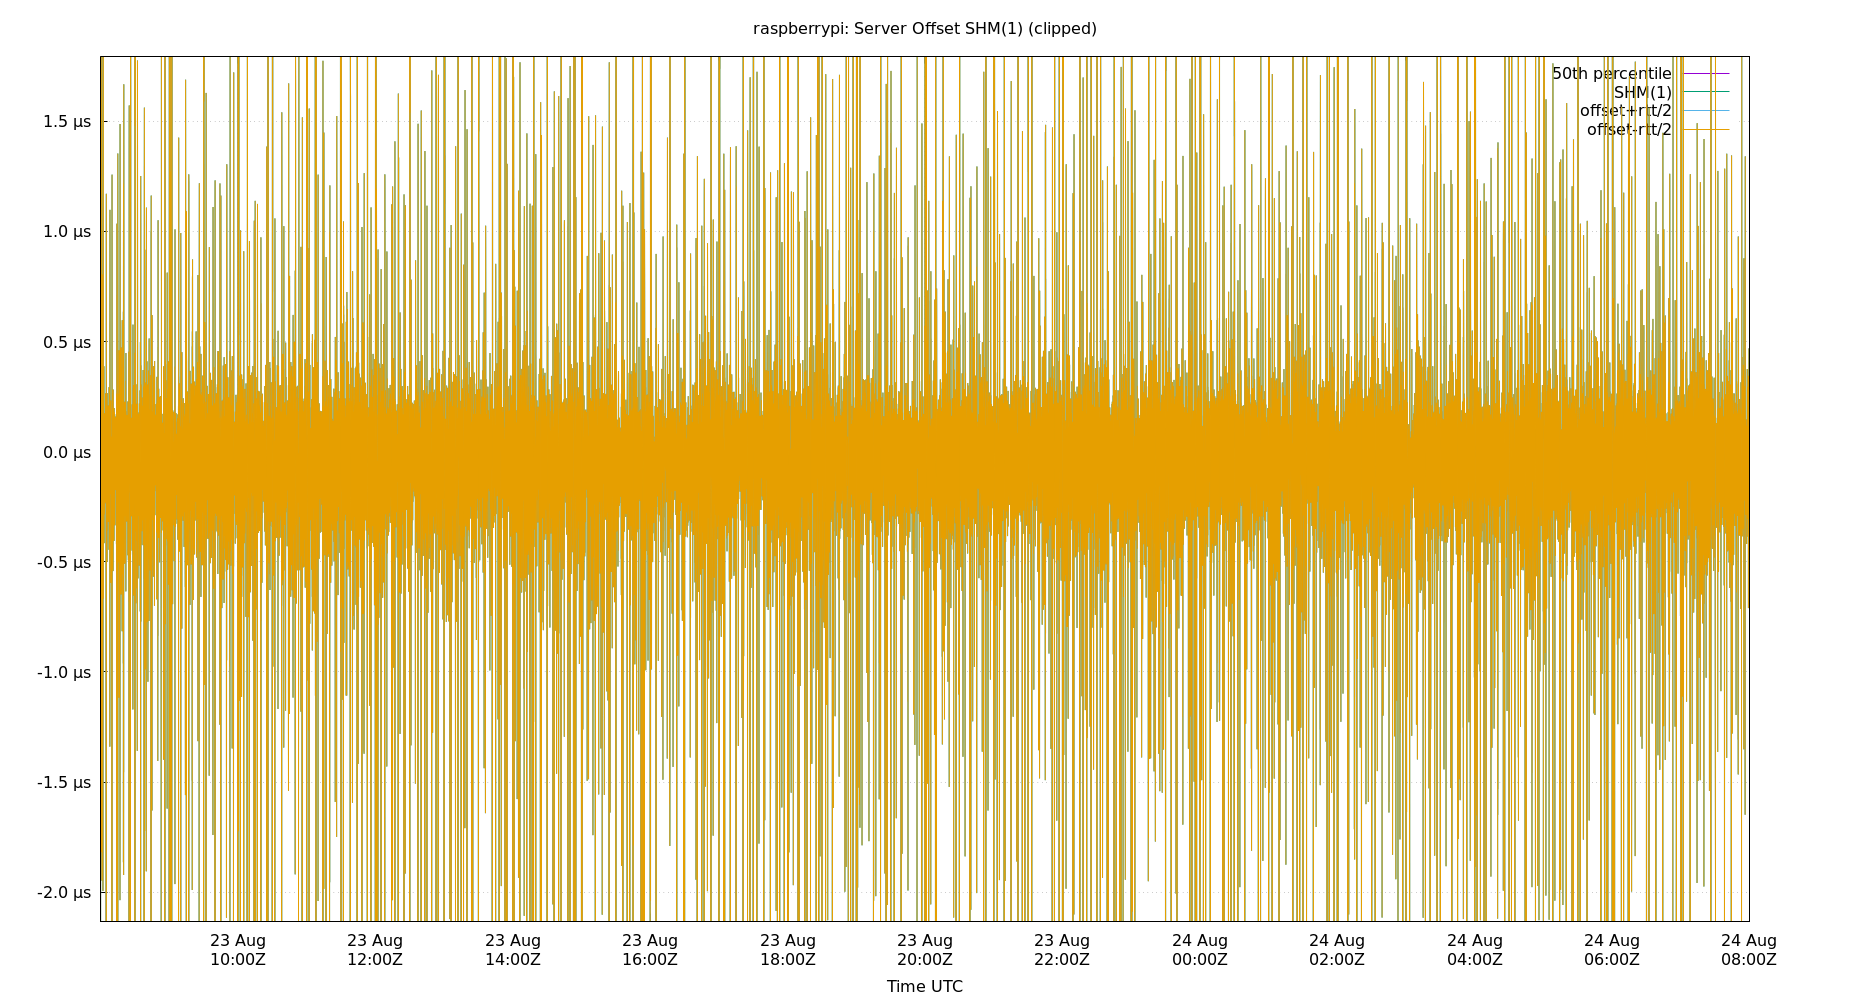 raspberrypi: Server Offset SHM(1) (clipped)
50th percentile
SHM(1)
offset+rtt/2
offset-rtt/2
1.5 µs
1.0 µs
0.5 µs
0.0 µs
-0.5 µs
-1.0 µs
-1.5 µs
-2.0 µs
23 Aug 23 Aug 23 Aug 23 Aug 23 Aug 23 Aug 23 Aug 24 Aug 24 Aug 24 Aug 24 Aug 24 Aug
10:00Z 12:00Z 14:00Z 16:00Z 18:00Z 20:00Z 22:00Z 00:00Z 02:00Z 04:00Z 06:00Z 08:00Z
Time UTC